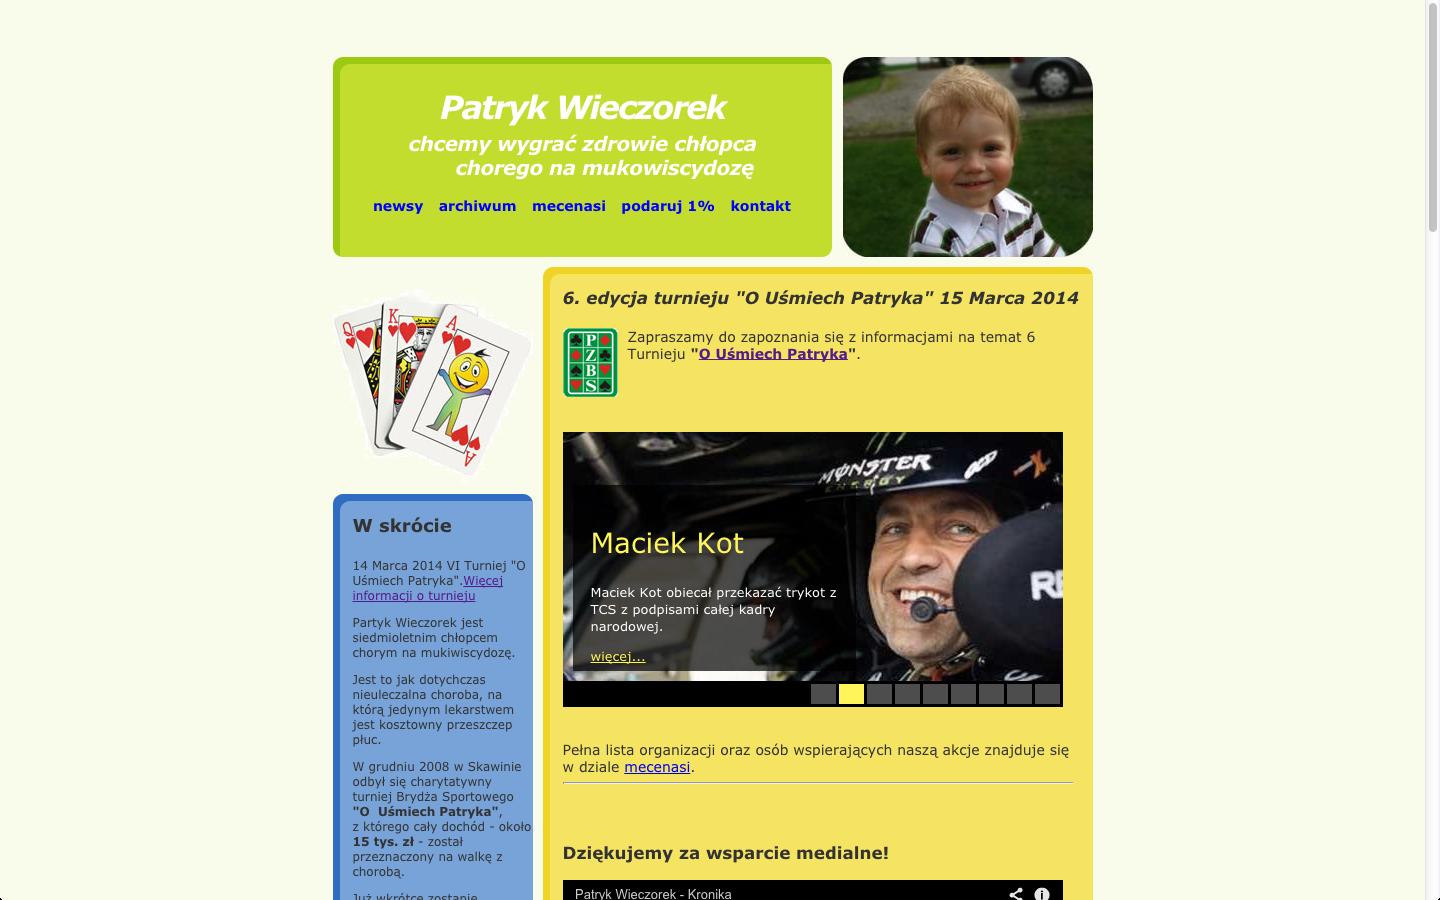 Patryk Wieczorek
chcemy wygrać zdrowie chłopca
chorego na mukowiscydozę
newsy archiwum mecenasi podaruj 1% kontakt
Q K A
A
W skrócie
14 Marca 2014 VI Turniej "O
Uśmiech Patryka".Więcej
informacji o turnieju
Partyk Wieczorek jest
siedmioletnim chłopcem
chorym na mukiwiscydozę.
Jest to jak dotychczas
nieuleczalna choroba, na
którą jedynym lekarstwem
jest kosztowny przeszczep
płuc.
W grudniu 2008 w Skawinie
odbył się charytatywny
turniej Brydża Sportowego
"O Uśmiech Patryka",
z którego cały dochód - około
15 tys. zł - został
przeznaczony na walkę z
chorobą.
Już wkrótce zostanie
6. edycja turnieju "O Uśmiech Patryka" 15 Marca 2014
PZBS
Zapraszamy do zapoznania się z informacjami na temat 6
Turnieju "O Uśmiech Patryka".
MONSTER
ENERGY
RE
Maciek Kot
Maciek Kot obiecał przekazać trykot z
TCS z podpisami całej kadry
narodowej.
więcej...
Pełna lista organizacji oraz osób wspierających naszą akcje znajduje się
w dziale mecenasi.
Dziękujemy za wsparcie medialne!
Patryk Wieczorek - Kronika